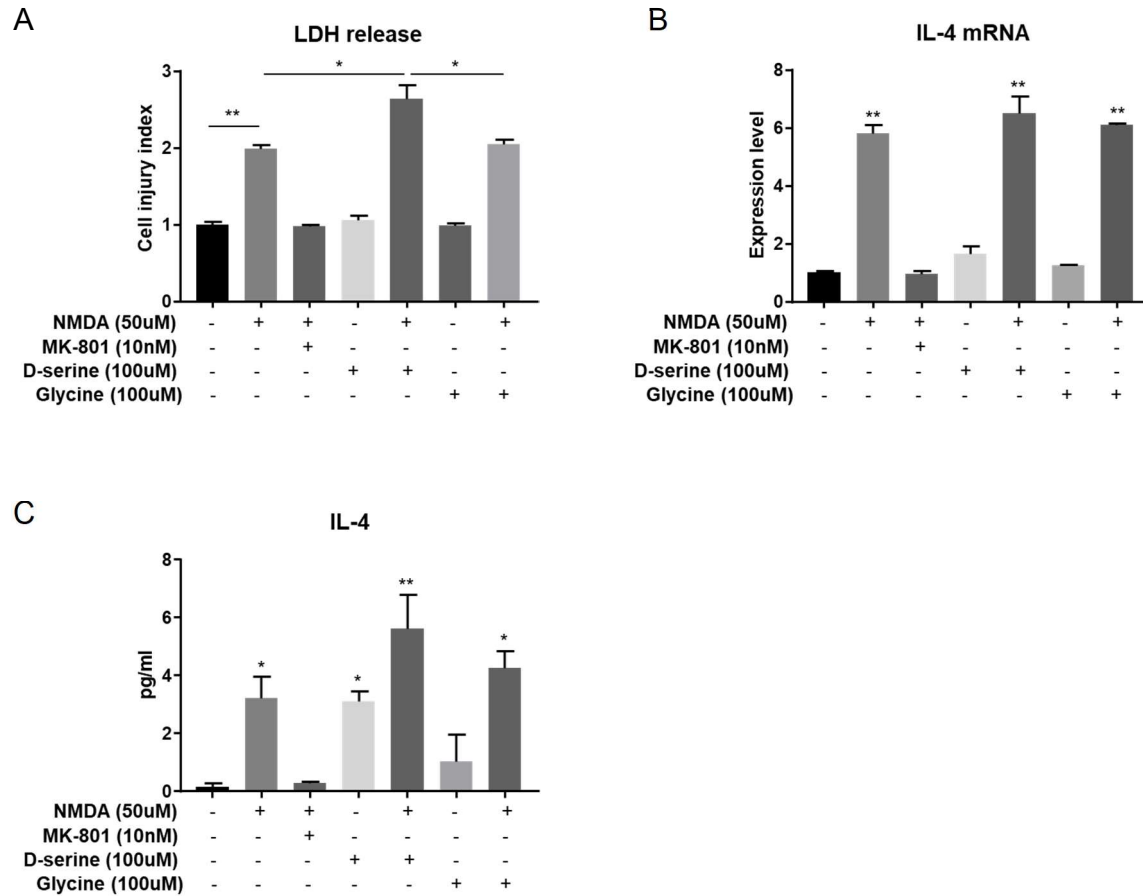 A
LDH release
Cell injury index
3
2
1
0
**
*
*
NMDA (50uM) - + + - + - +
MK-801 (10nM) - - + - - - -
D-serine (100uM) - - - + + - -
Glycine (100uM) - - - - - + +
B
IL-4 mRNA
Expression level
8
6
4
2
0
**
**
**
NMDA (50uM) - + + - + - +
MK-801 (10nM) - - + - - - -
D-serine (100uM) - - - + + - -
Glycine (100uM) - - - - - + +
C
IL-4
pg/ml
8
6
4
2
0
*
*
**
*
NMDA (50uM) - + + - + - +
MK-801 (10nM) - - + - - - -
D-serine (100uM) - - - + + - -
Glycine (100uM) - - - - - + +